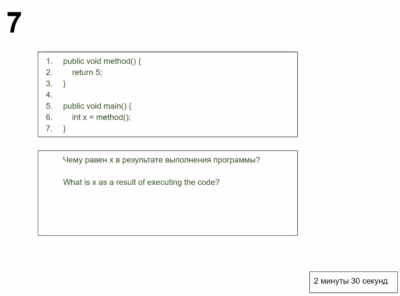 7
1. public void method() {
2. return 5;
3. }
4.
5. public void main() {
6. int x = method();
7. }
Чему равен x в результате выполнения программы?
What is x as a result of executing the code?
2 минуты 30 секунд